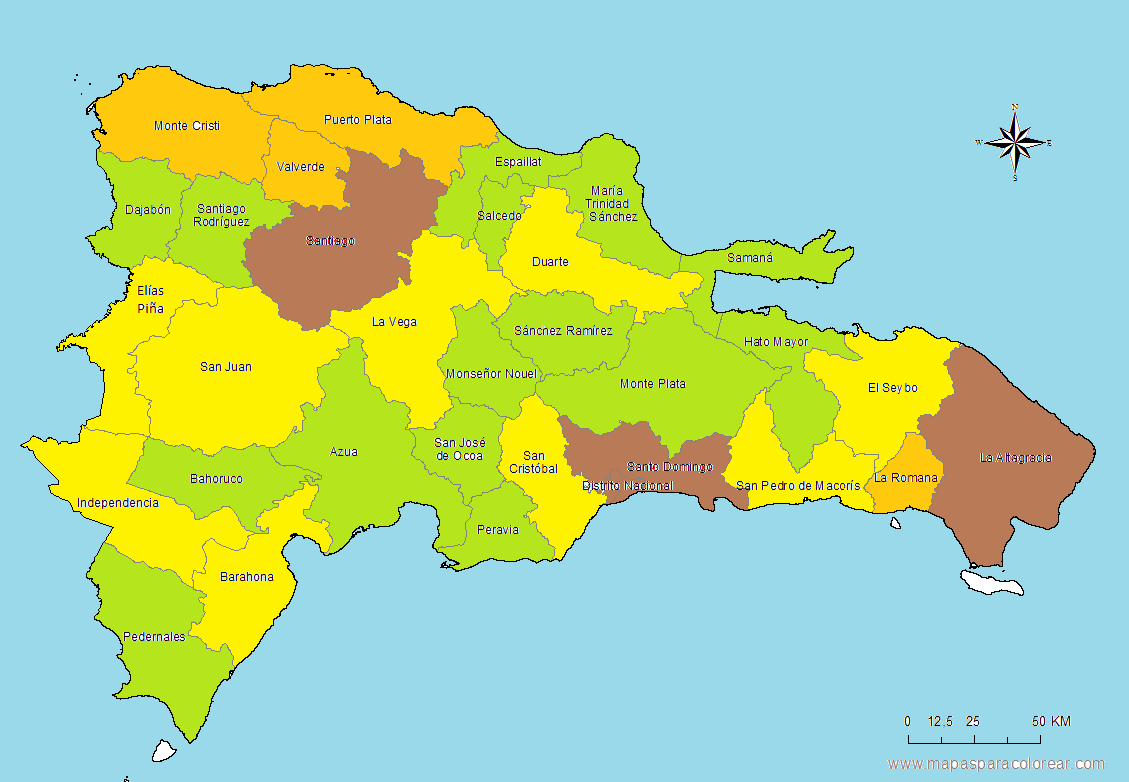 N
W
E
S
Monte Cristi
Puerto Plata
Valverde
Espaillat
Dajabón
Santiago
Rodríguez
Salcedo
María
Trinidad
Sánchez
Santiago
Duarte
Samaná
Elías
Piña
La Vega
Sáncnez Ramírez
Hato Mayor
San Juan
Monseñor Nouel
Monte Plata
El Seybo
Azua
San José
de Ocoa
San
Cristóbal
Santo Domingo
La Altagracia
Bahoruco
Distrito Nacional
San Pedro de Macorís
La Romana
Independencia
Peravia
Barahona
Pedernales
0 12.5 25 50 KM
www.mapasparacolorear.com